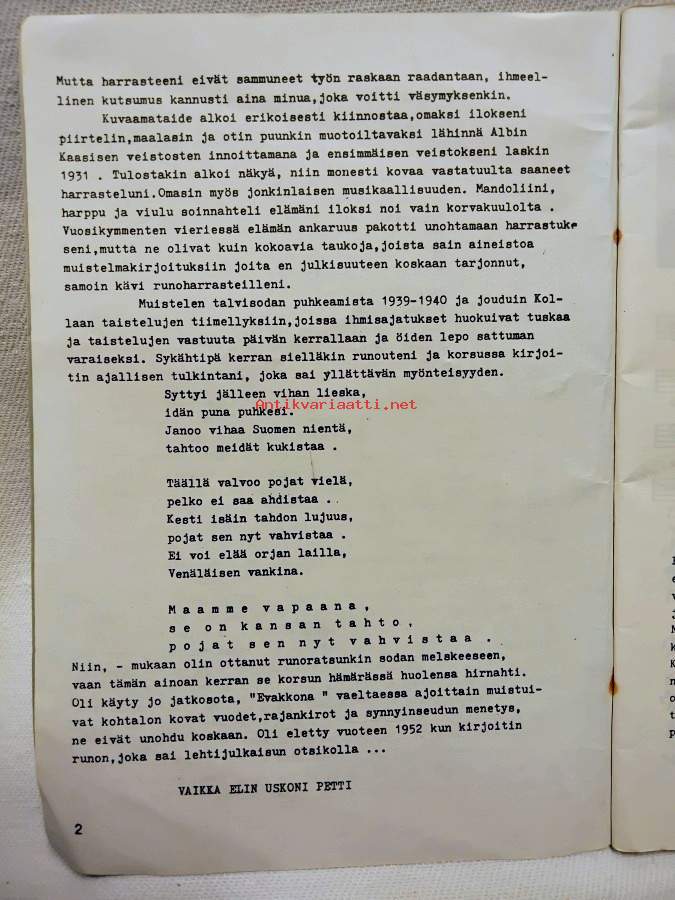 Mutta harrasteeni eivät sammuneet työn raskaan raadantaan, ihmeel-
linen kutsumus kannusti aina minua,joka voitti väsymyksenkin.
Kuvaamataide alkoi erikoisesti kiinnostaa,omaksi ilokseni
piirtelin,maalasin ja otin puunkin muotoiltavaksi lähinnä Albin
Kaasisen veistosten innoittamana ja ensimmäisen veistokseni laskin
1931 . Tulostakin alkoi näkyä, niin monesti kovaa vastatuulta saaneet
harrasteluni.Omasin myös jonkinlaisen musikaallisuuden. Mandoliini,
harppu ja viulu soinnahteli elämäni iloksi noi vain korvakuulolta .
Vuosikymmenten vieriessä elämän ankaruus pakotti unohtamaan harrastuke
seni,mutta ne olivat kuin kokoavia taukoja,joista sain aineistoa
muistelmakirjoituksiin joita en julkisuuteen koskaan tarjonnut,
samoin kävi runoharrasteilleni.
Muistelen talvisodan puhkeamista 1939-1940 ja jouduin Kol-
laan taistelujen tiimellyksiin,joissa ihmisajatukset huokuivat tuskaa
ja taistelujen vastuuta päivän kerrallaan ja öiden lepo sattuman
varaiseksi. Sykähtipä kerran sielläkin runouteni ja korsussa kirjoi-
tin ajallisen tulkintani, joka sai yllättävän myönteisyyden.
Syttyi jälleen vihan lieska,
Antikvariaatti.net
idän puna puhkesi.
Janoo vihaa Suomen nientä,
tahtoo meidät kukistaa .
Täällä valvoo pojat vielä,
pelko ei saa ahdistaa . .
Kesti isäin tahdon lujuus,
pojat sen nyt vahvistaa .
Ei voi elää orjan lailla,
Venäläisen vankina.
M a a m m e  v a p a a n a ,
s e  o n  k a n s a n  t a h t o ,
p o j a t  s e n  n y t  v a h v i s t a a  .
Niin, - mukaan olin ottanut runoratsunkin sodan melskeeseen,
vaan tämän ainoan kerran se korsun hämärässä huolensa hirnahti.
Oli käyty jo jatkosota, "Evakkona " vaeltaessa ajoittain muistui-
vat kohtalon kovat vuodet,rajankirot ja synnyinseudun menetys,
ne eivät unohdu koskaan. Oli eletty vuoteen 1952 kun kirjoitin
runon,joka sai lehtijulkaisun otsikolla ...
VAIKKA ELIN USKONI PETTI
2